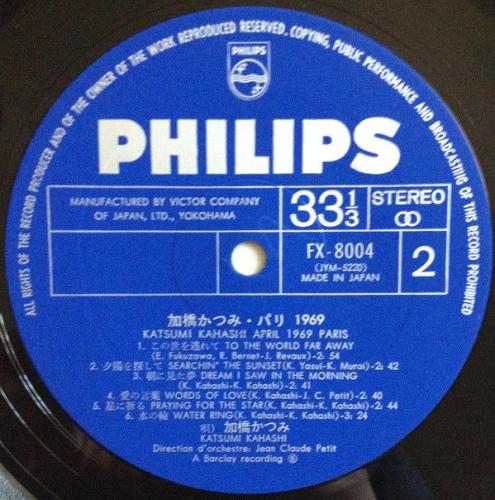 ALL RIGHTS OF THE RECORD PRODUCER AND OF THE OWNER OF THE WORK REPRODUCED RESERVED. COPYING, PUBLIC PERFORMANCE AND BROADCASTING OF THIS RECORD PROHIBITED
PHILIPS
PHILIPS
MANUFACTURED BY VICTOR COMPANY
OF JAPAN, LTD., YOKOHAMA
33 1/3
STEREO
FX-8004
(JYM-5220)
MADE IN JAPAN
2
加橋かつみ・パリ 1969
KATSUMI KAHASHI APRIL 1969 PARIS
1. この世を逃れて TO THE WORLD FAR AWAY
(E. Fukuzawa, R. Bernet-J. Revaux)-2: 54
2. 夕陽を探して SEARCHIN' THE SUNSET(K. Yasui-K. Murai)-2: 42
3. 朝に見た夢 DREAM I SAW IN THE MORNING
(K. Kahashi-K. Kahashi)-2: 41
4. 愛の言葉 WORDS OF LOVE(K. Kahashi-J. C. Petit)-2: 40
5. 星に祈る PRAYING FOR THE STAR(K. Kahashi-K. Kahashi)-2: 44
6. 水の輪 WATER RING(K. Kahashi-K. Kahashi)-3: 24
唄) 加橋かつみ
KATSUMI KAHASHI
Direction d'orchestre: Jean Claude Petit
A Barclay recording